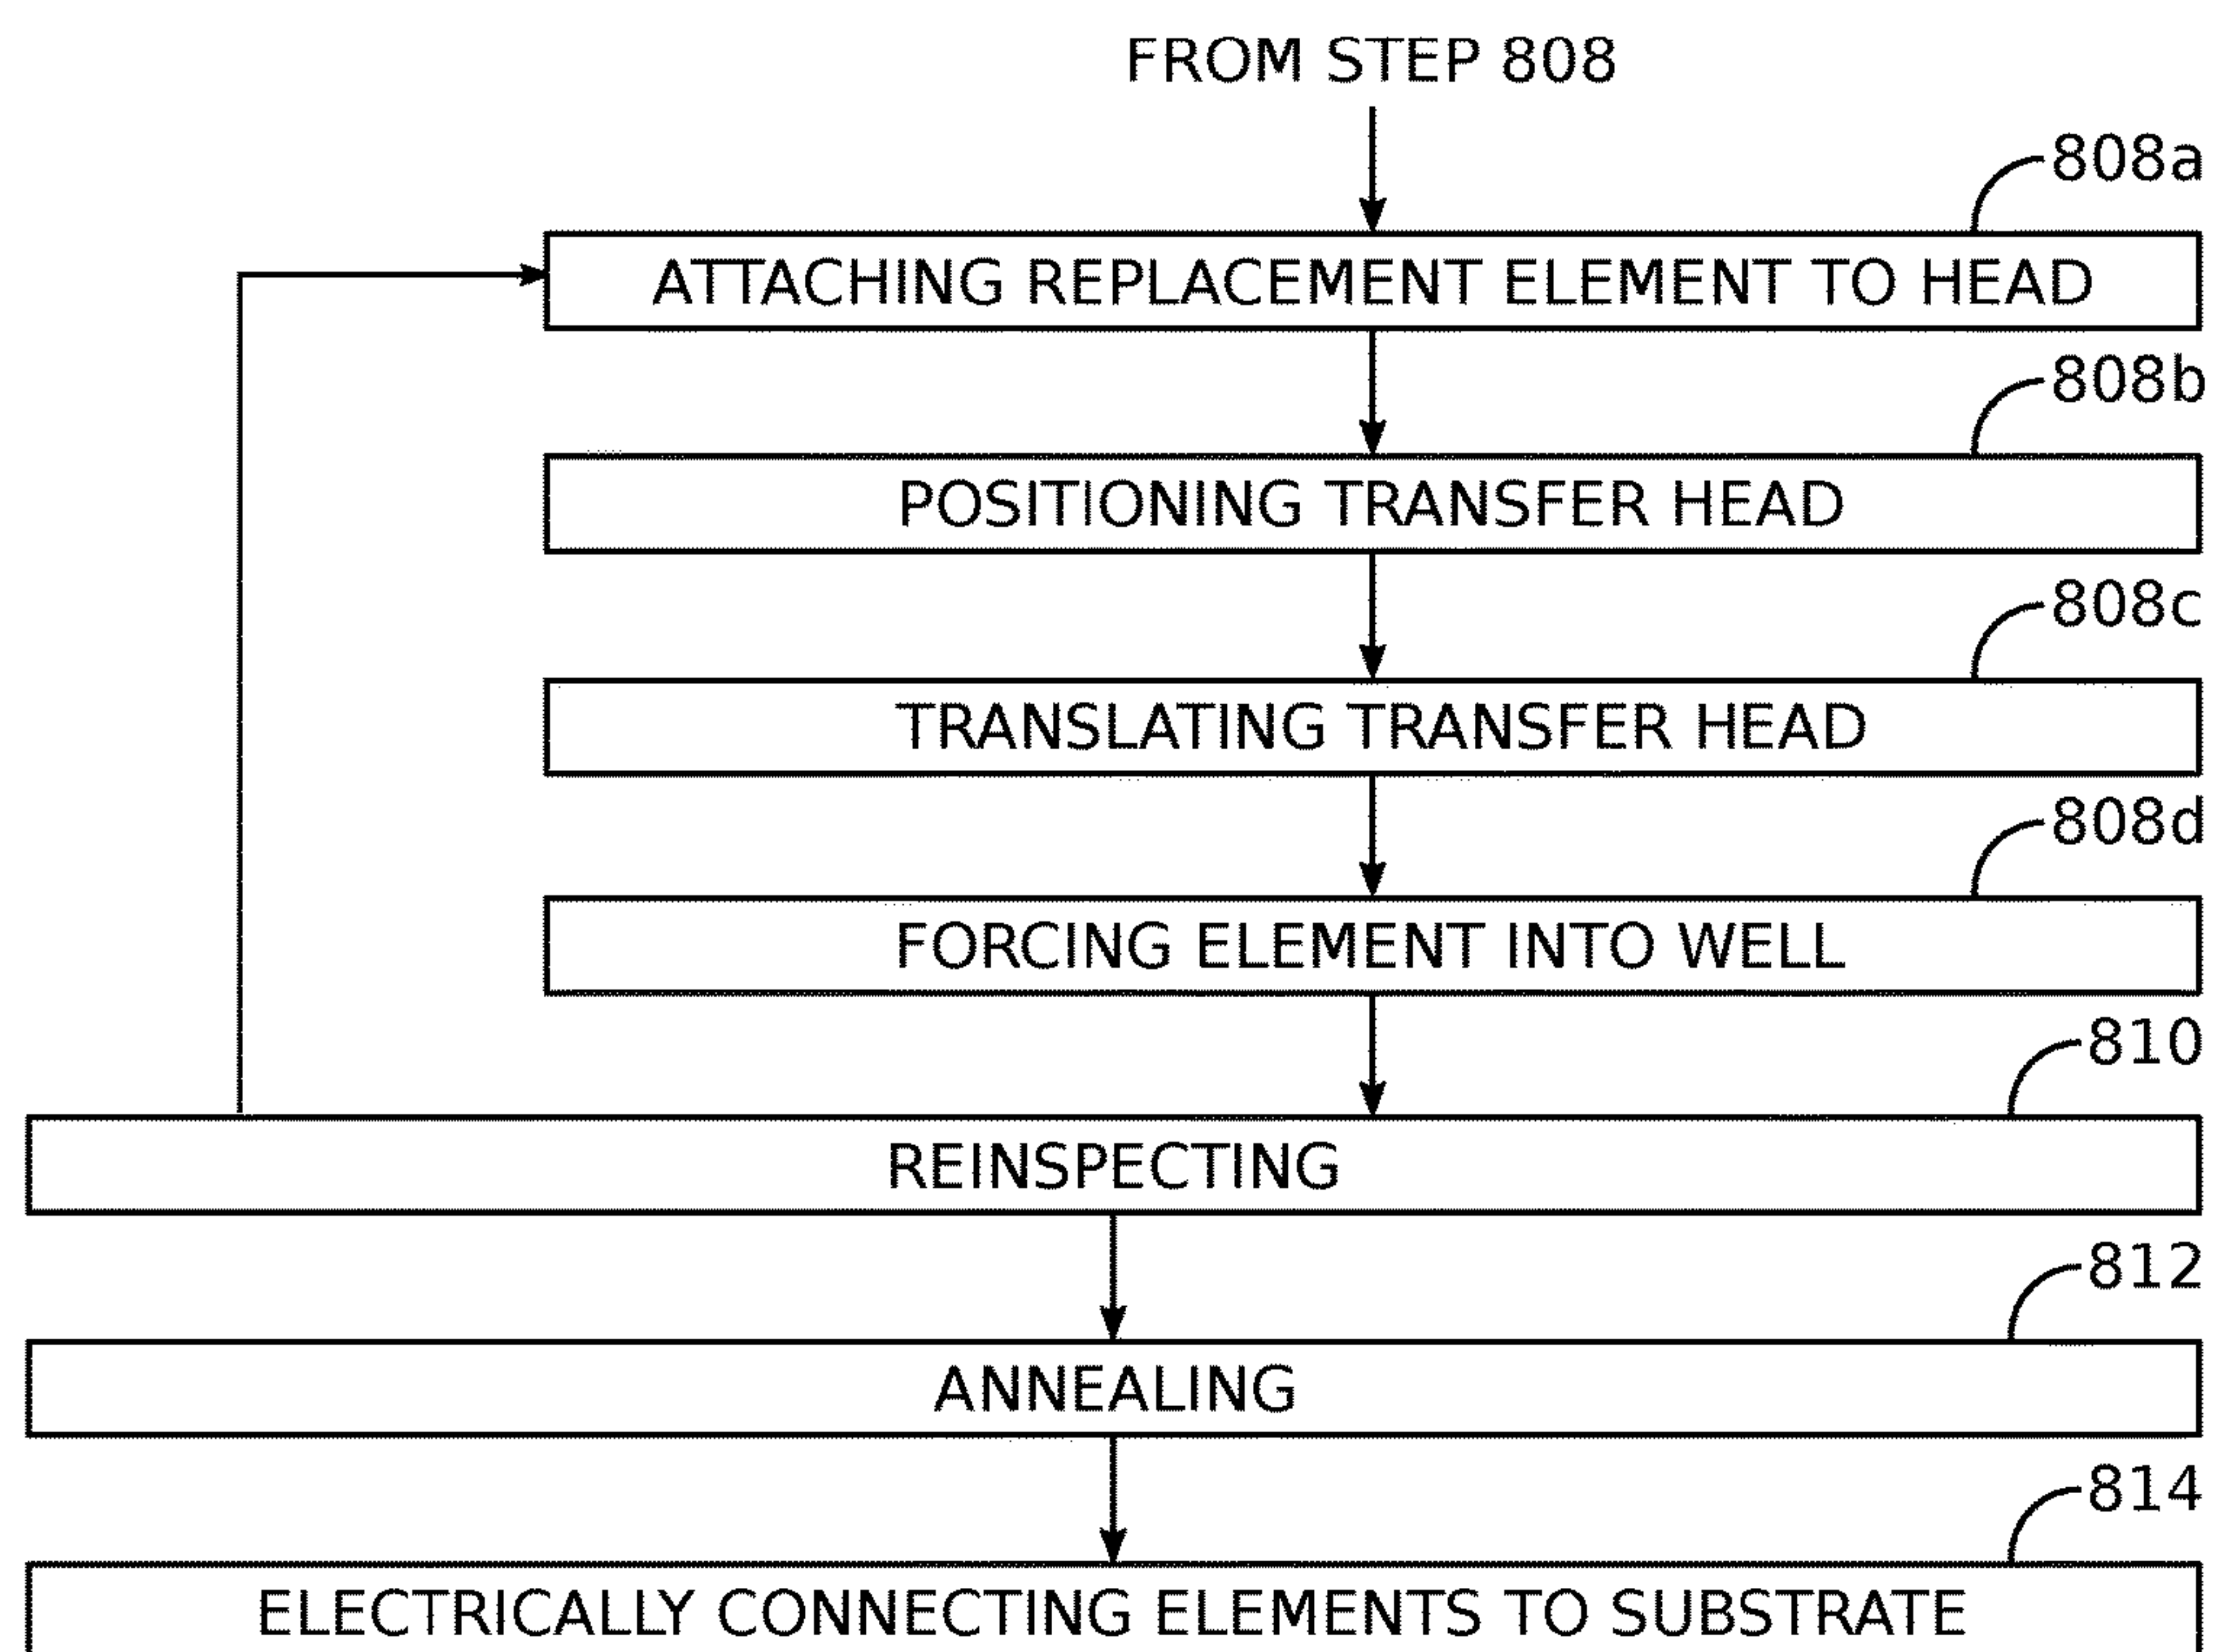 FROM STEP 808
808a
ATTACHING REPLACEMENT ELEMENT TO HEAD
808b
POSITIONING TRANSFER HEAD
808c
TRANSLATING TRANSFER HEAD
808d
FORCING ELEMENT INTO WELL
810
REINSPECTING
812
ANNEALING
814
ELECTRICALLY CONNECTING ELEMENTS TO SUBSTRATE